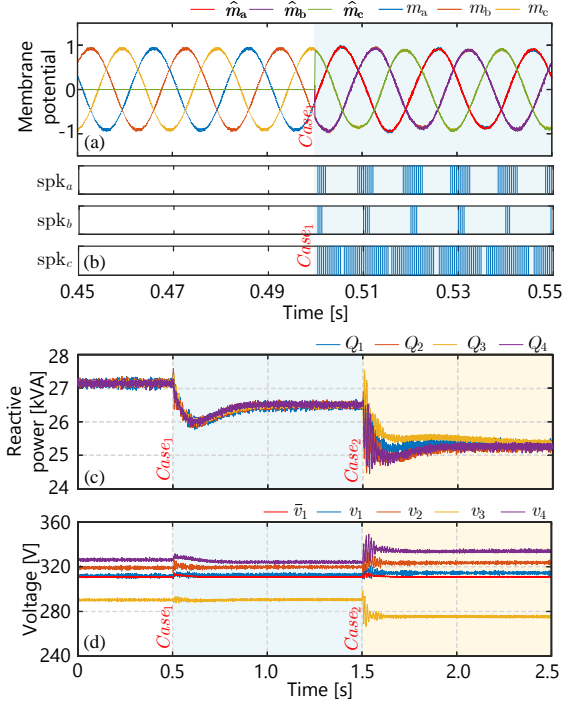 m̂a m̂b m̂c ma mb mc
Membrane potential
1
0
-1
(a)
Case1
spka
spkb
spkc
(b)
Case1
0.45 0.47 0.49 0.51 0.53 0.55
Time [s]
Q1 Q2 Q3 Q4
Reactive power [kVA]
28
27
26
25
24
(c)
Case1
Case2
v̄1 v1 v2 v3 v4
Voltage [V]
360
320
280
240
(d)
Case1
Case2
0 0.5 1.0 1.5 2.0 2.5
Time [s]